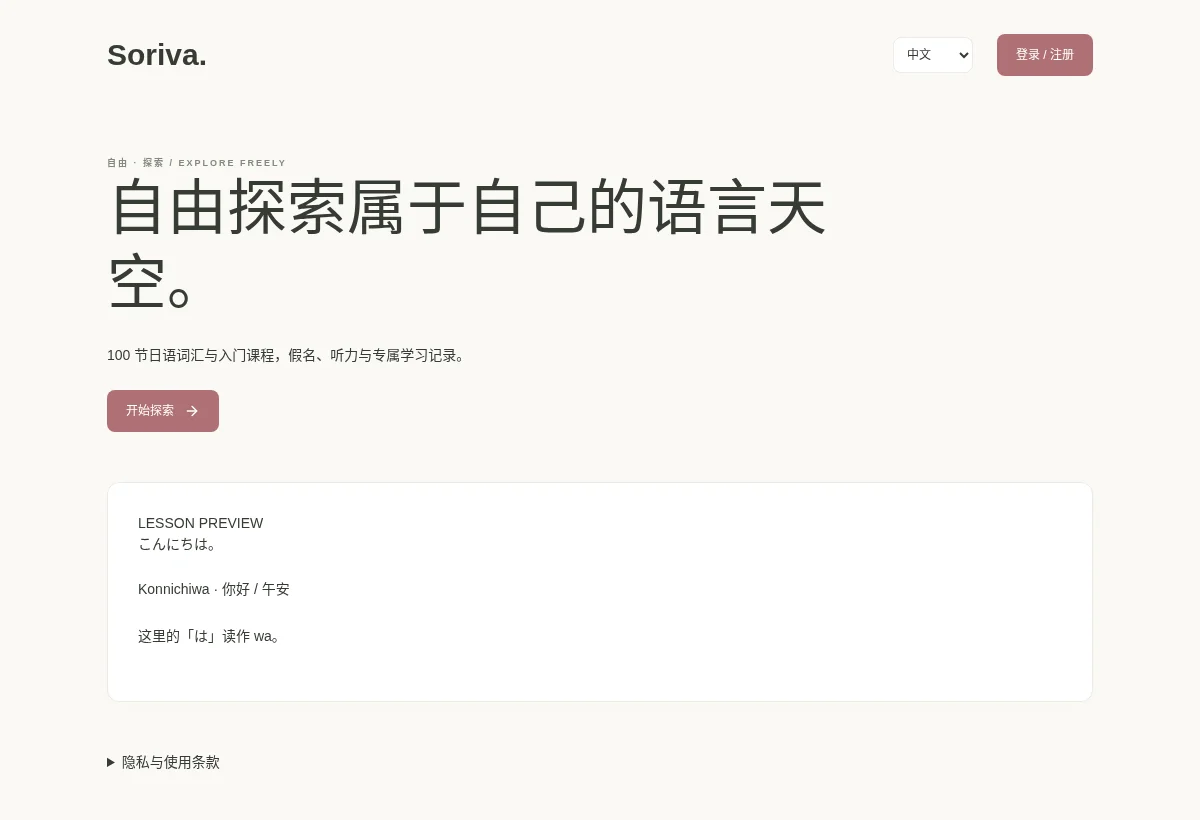 Soriva.
中文
登录 / 注册
自由 · 探索 / EXPLORE FREELY
自由探索属于自己的语言天
空。
100 节日语词汇与入门课程，假名、听力与专属学习记录。
开始探索 →
LESSON PREVIEW
こんにちは。
Konnichiwa · 你好 / 午安
这里的「は」读作 wa。
▶ 隐私与使用条款